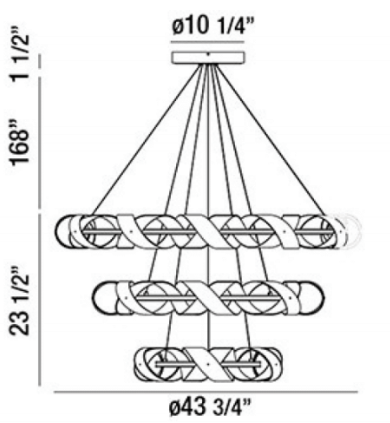 ø10 1/4”
1 1/2”
168”
23 1/2”
ø43 3/4”